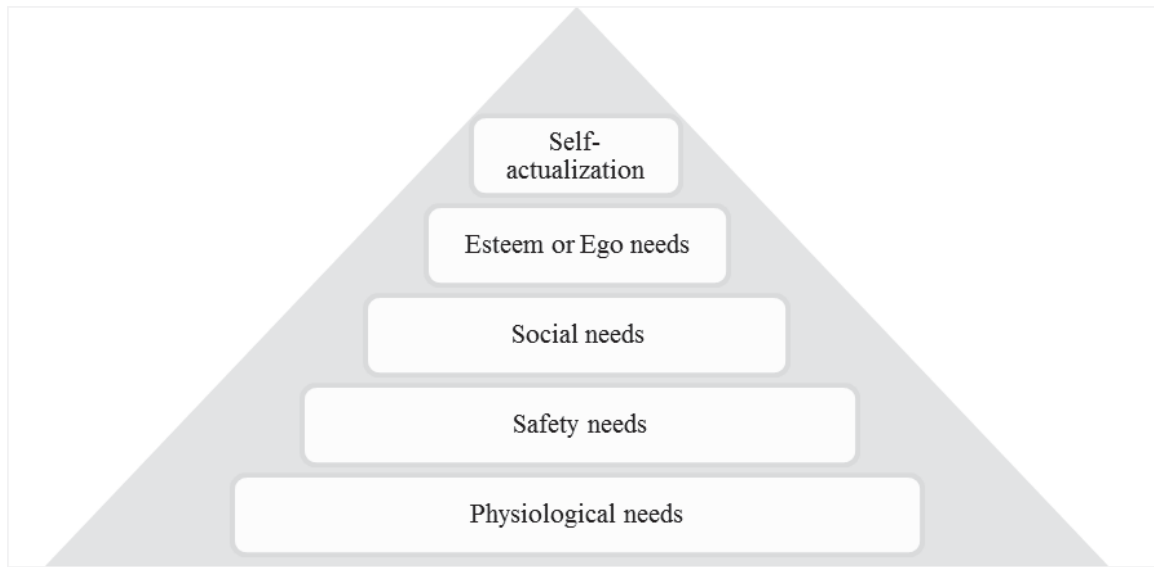 Self-
actualization
Esteem or Ego needs
Social needs
Safety needs
Physiological needs